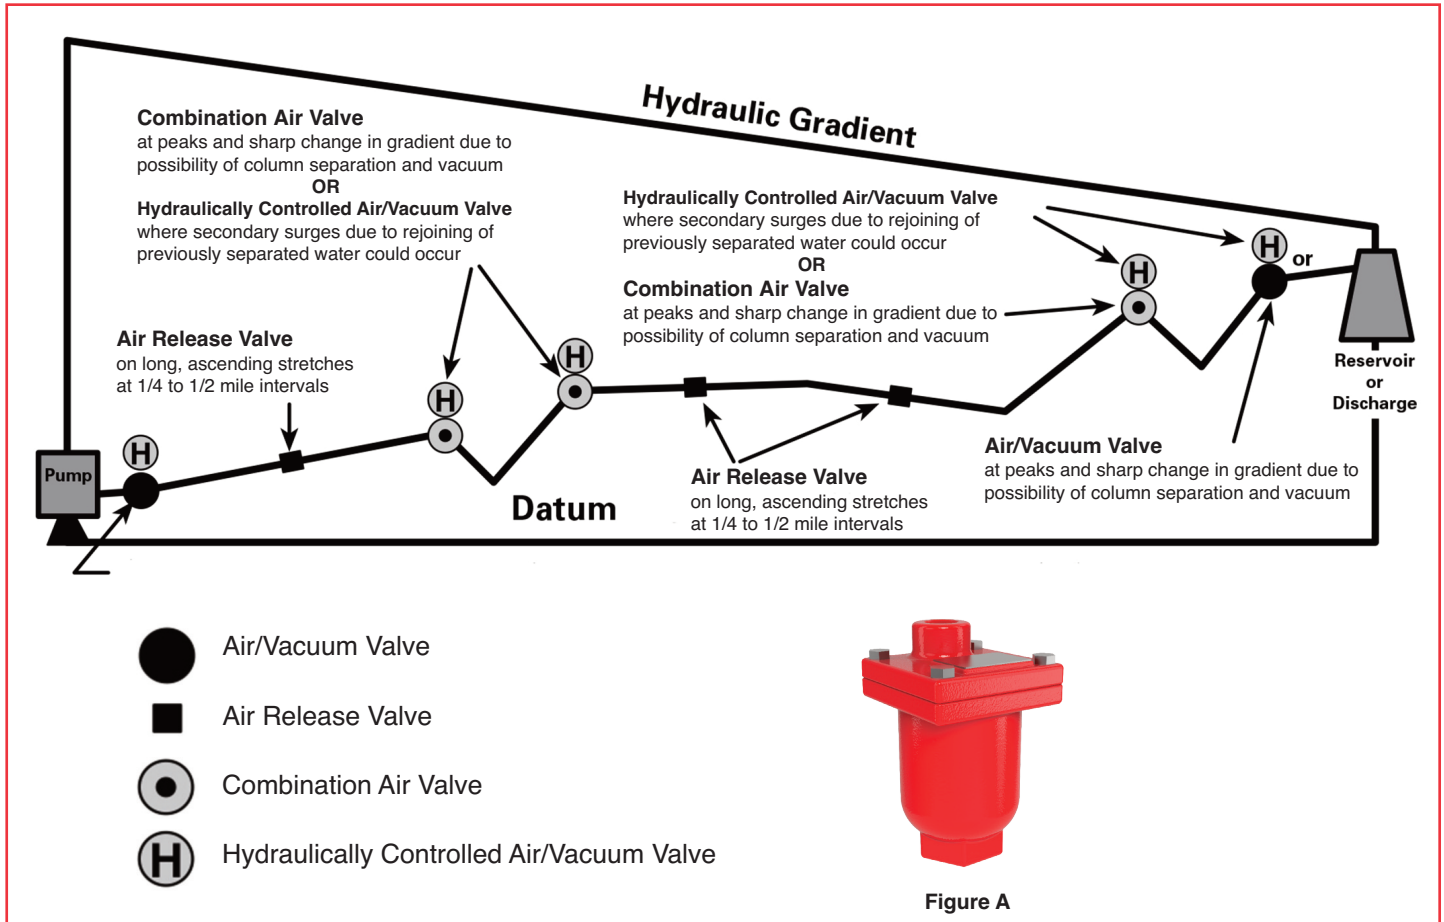 Hydraulic Gradient
Combination Air Valve
at peaks and sharp change in gradient due to
possibility of column separation and vacuum
OR
Hydraulically Controlled Air/Vacuum Valve
where secondary surges due to rejoining of
previously separated water could occur
Hydraulically Controlled Air/Vacuum Valve
where secondary surges due to rejoining of
previously separated water could occur
OR
Combination Air Valve
at peaks and sharp change in gradient due to
possibility of column separation and vacuum
H
or
H
Air Release Valve
on long, ascending stretches
at 1/4 to 1/2 mile intervals
H
H
Reservoir
or
Discharge
H
Pump
Air Release Valve
on long, ascending stretches
at 1/4 to 1/2 mile intervals
Air/Vacuum Valve
at peaks and sharp change in gradient due to
possibility of column separation and vacuum
Datum
Air/Vacuum Valve
Air Release Valve
Combination Air Valve
H
Hydraulically Controlled Air/Vacuum Valve
Figure A